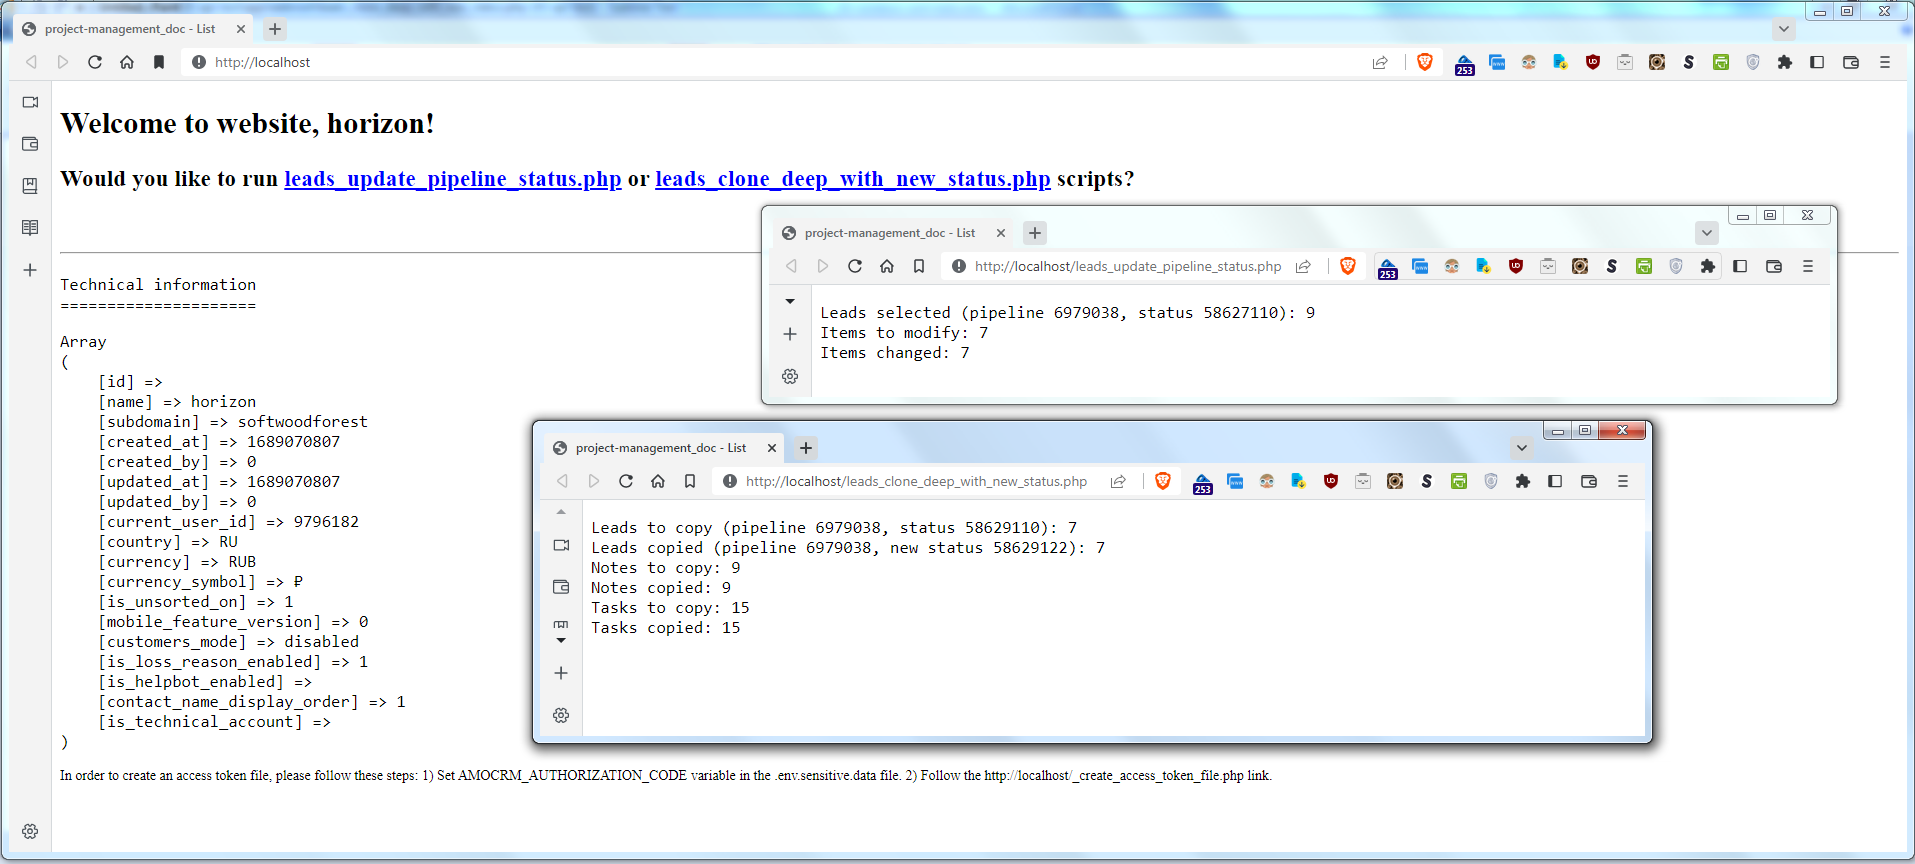 project-management_doc - List
http://localhost
253
Welcome to website, horizon!
Would you like to run leads_update_pipeline_status.php or leads_clone_deep_with_new_status.php scripts?
Technical information
=====================
Array
(
[id] =>
[name] => horizon
[subdomain] => softwoodforest
[created_at] => 1689070807
[created_by] => 0
[updated_at] => 1689070807
[updated_by] => 0
[current_user_id] => 9796182
[country] => RU
[currency] => RUB
[currency_symbol] => ₽
[is_unsorted_on] => 1
[mobile_feature_version] => 0
[customers_mode] => disabled
[is_loss_reason_enabled] => 1
[is_helpbot_enabled] =>
[contact_name_display_order] => 1
[is_technical_account] =>
)
In order to create an access token file, please follow these steps: 1) Set AMOCRM_AUTHORIZATION_CODE variable in the .env.sensitive.data file. 2) Follow the http://localhost/_create_access_token_file.php link.
project-management_doc - List
http://localhost/leads_update_pipeline_status.php
253
Leads selected (pipeline 6979038, status 58627110): 9
Items to modify: 7
Items changed: 7
project-management_doc - List
http://localhost/leads_clone_deep_with_new_status.php
253
Leads to copy (pipeline 6979038, status 58629110): 7
Leads copied (pipeline 6979038, new status 58629122): 7
Notes to copy: 9
Notes copied: 9
Tasks to copy: 15
Tasks copied: 15